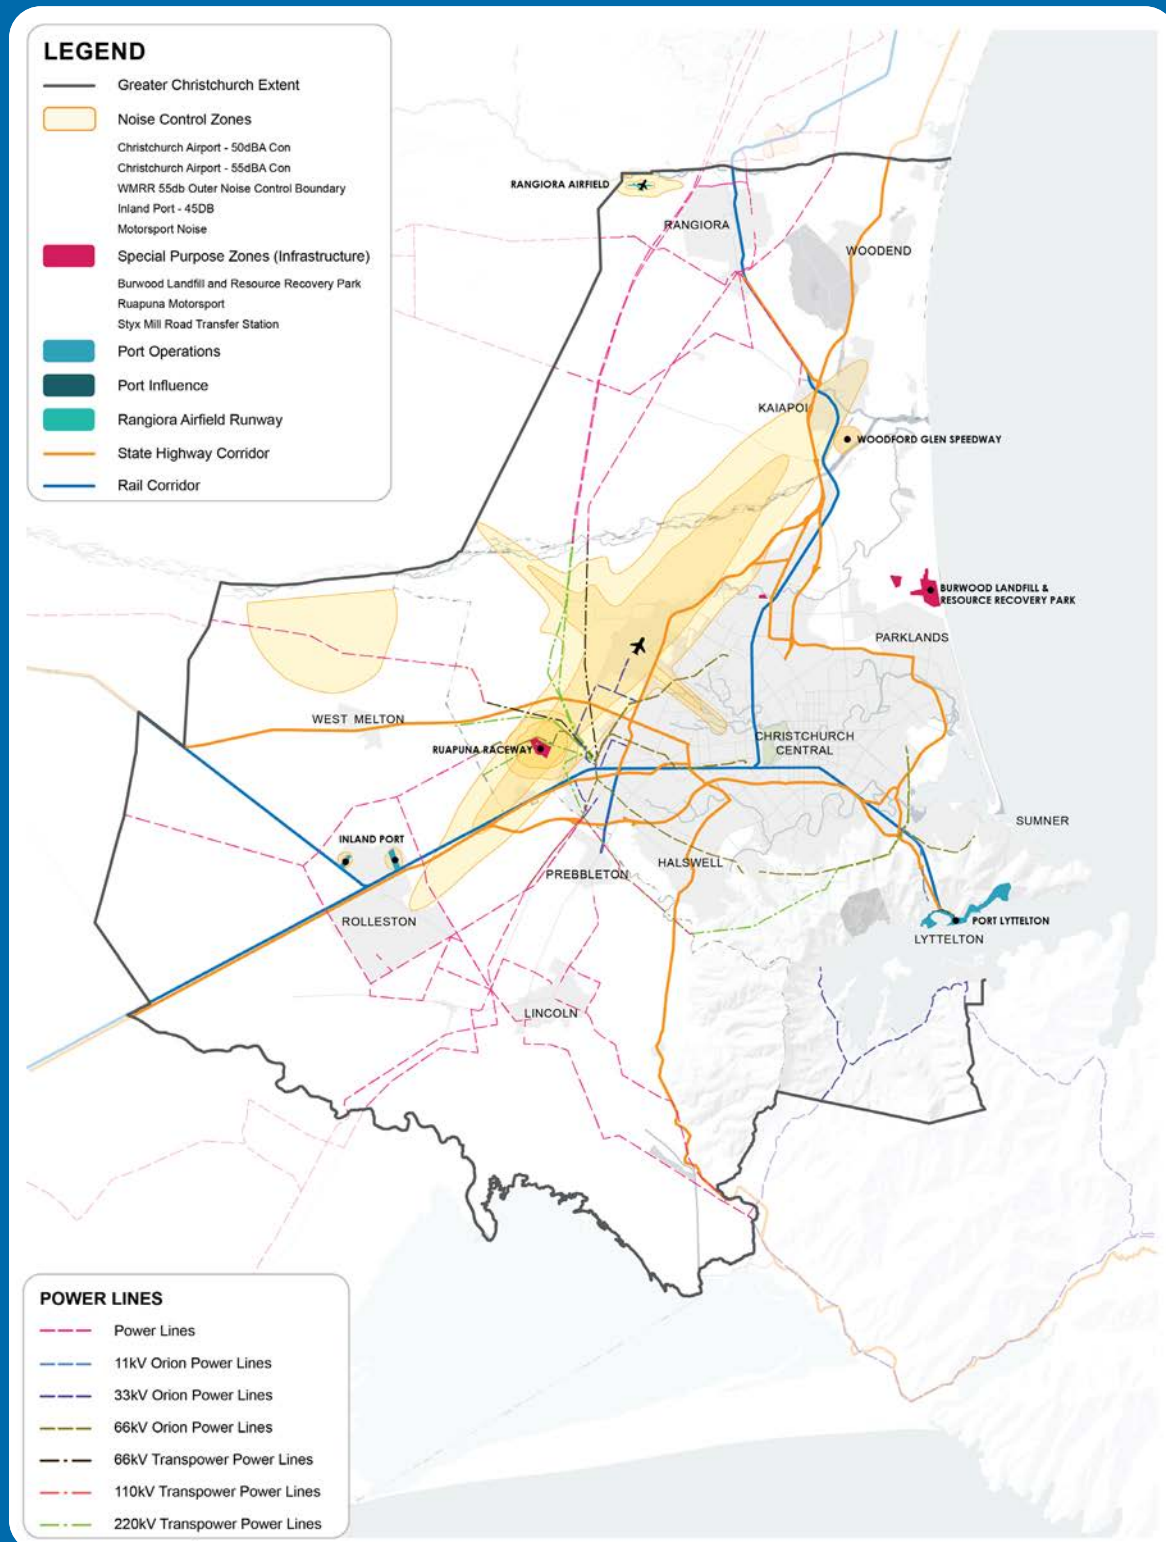 LEGEND
Greater Christchurch Extent
Noise Control Zones
Christchurch Airport - 50dBA Con
Christchurch Airport - 55dBA Con
WMRR 55db Outer Noise Control Boundary
Inland Port - 45DB
Motorsport Noise
Special Purpose Zones (Infrastructure)
Burwood Landfill and Resource Recovery Park
Ruapuna Motorsport
Styx Mill Road Transfer Station
Port Operations
Port Influence
Rangiora Airfield Runway
State Highway Corridor
Rail Corridor
RANGIORA AIRFIELD
RANGIORA
WOODEND
KAIAPOI
WOODFORD GLEN SPEEDWAY
BURWOOD LANDFILL &
RESOURCE RECOVERY PARK
PARKLANDS
WEST MELTON
RUAPUNA RACEWAY
CHRISTCHURCH
CENTRAL
INLAND PORT
SUMNER
PREBBLETON
HALSWELL
ROLLESTON
PORT LYTTELTON
LYTTELTON
LINCOLN
POWER LINES
Power Lines
11kV Orion Power Lines
33kV Orion Power Lines
66kV Orion Power Lines
66kV Transpower Power Lines
110kV Transpower Power Lines
220kV Transpower Power Lines